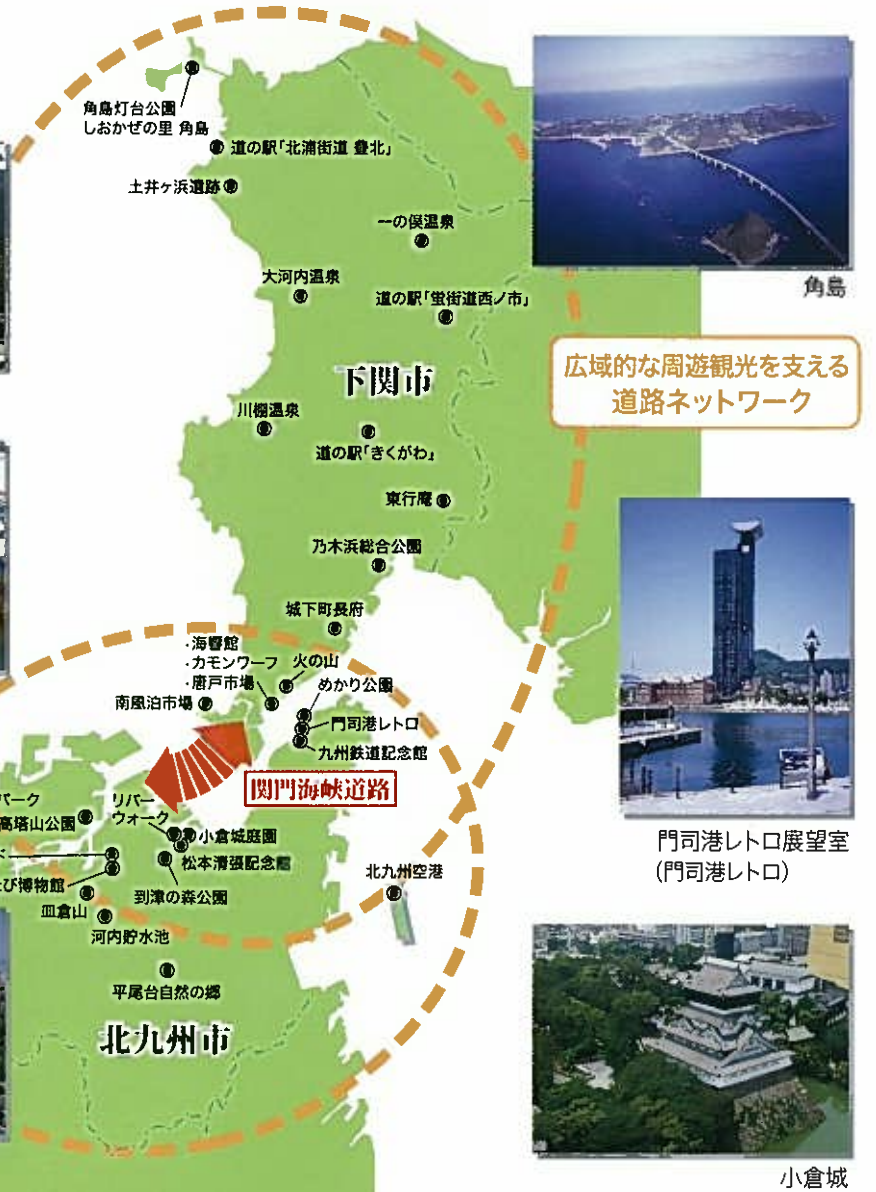 角島灯台公園
しおかぜの里 角島
道の駅「北浦街道 豊北」
土井ヶ浜遺跡
一の俣温泉
大河内温泉
道の駅「蛍街道西ノ市」
下関市
川棚温泉
道の駅「きくがわ」
東行庵
乃木浜総合公園
城下町長府
・海響館
・カモンワーフ
・唐戸市場
火の山
南風泊市場
めかり公園
門司港レトロ
九州鉄道記念館
関門海峡道路
パーク
高塔山公園
リバー
ウォーク
小倉城庭園
松本清張記念館
ド
び博物館
到津の森公園
皿倉山
河内貯水池
北九州空港
平尾台自然の郷
北九州市
角島
広域的な周遊観光を支える
道路ネットワーク
門司港レトロ展望室
(門司港レトロ)
小倉城